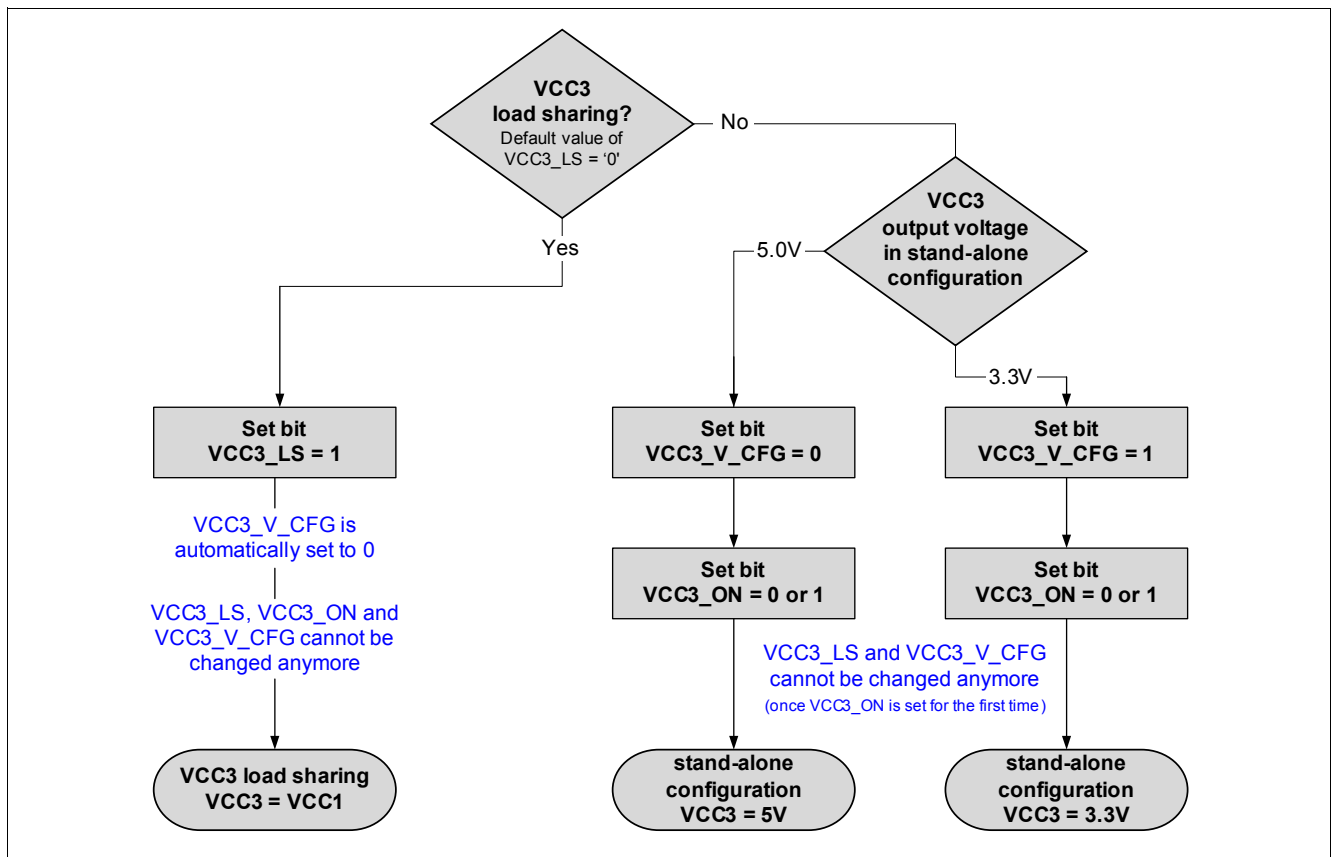 VCC3
load sharing?
Default value of
VCC3_LS = ‘0'
No
Yes
VCC3
output voltage
in stand-alone
configuration
5.0V
3.3V
Set bit
VCC3_LS = 1
Set bit
VCC3_V_CFG = 0
Set bit
VCC3_V_CFG = 1
VCC3_V_CFG is
automatically set to 0
Set bit
VCC3_ON = 0 or 1
Set bit
VCC3_ON = 0 or 1
VCC3_LS, VCC3_ON and
VCC3_V_CFG cannot be
changed anymore
VCC3_LS and VCC3_V_CFG
cannot be changed anymore
(once VCC3_ON is set for the first time)
VCC3 load sharing
VCC3 = VCC1
stand-alone
configuration
VCC3 = 5V
stand-alone
configuration
VCC3 = 3.3V